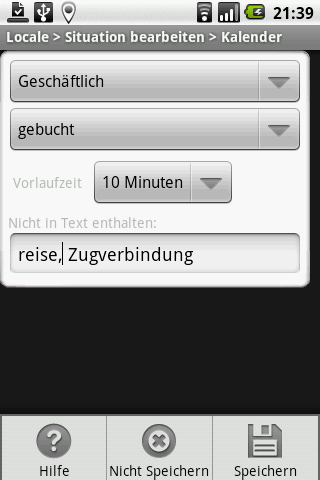 21:39
Locale > Situation bearbeiten > Kalender
Geschäftlich
gebucht
Vorlaufzeit 10 Minuten
Nicht in Text enthalten:
reise, Zugverbindung
Hilfe Nicht Speichern Speichern